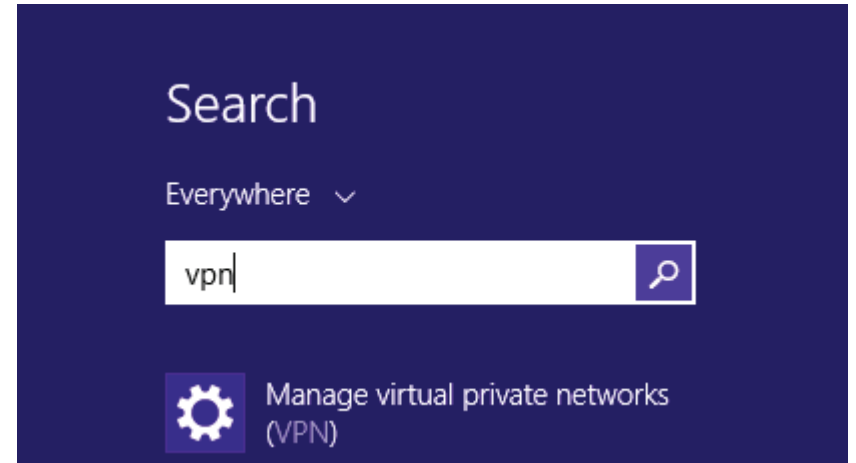 Search
Everywhere
vpn
Manage virtual private networks
(VPN)